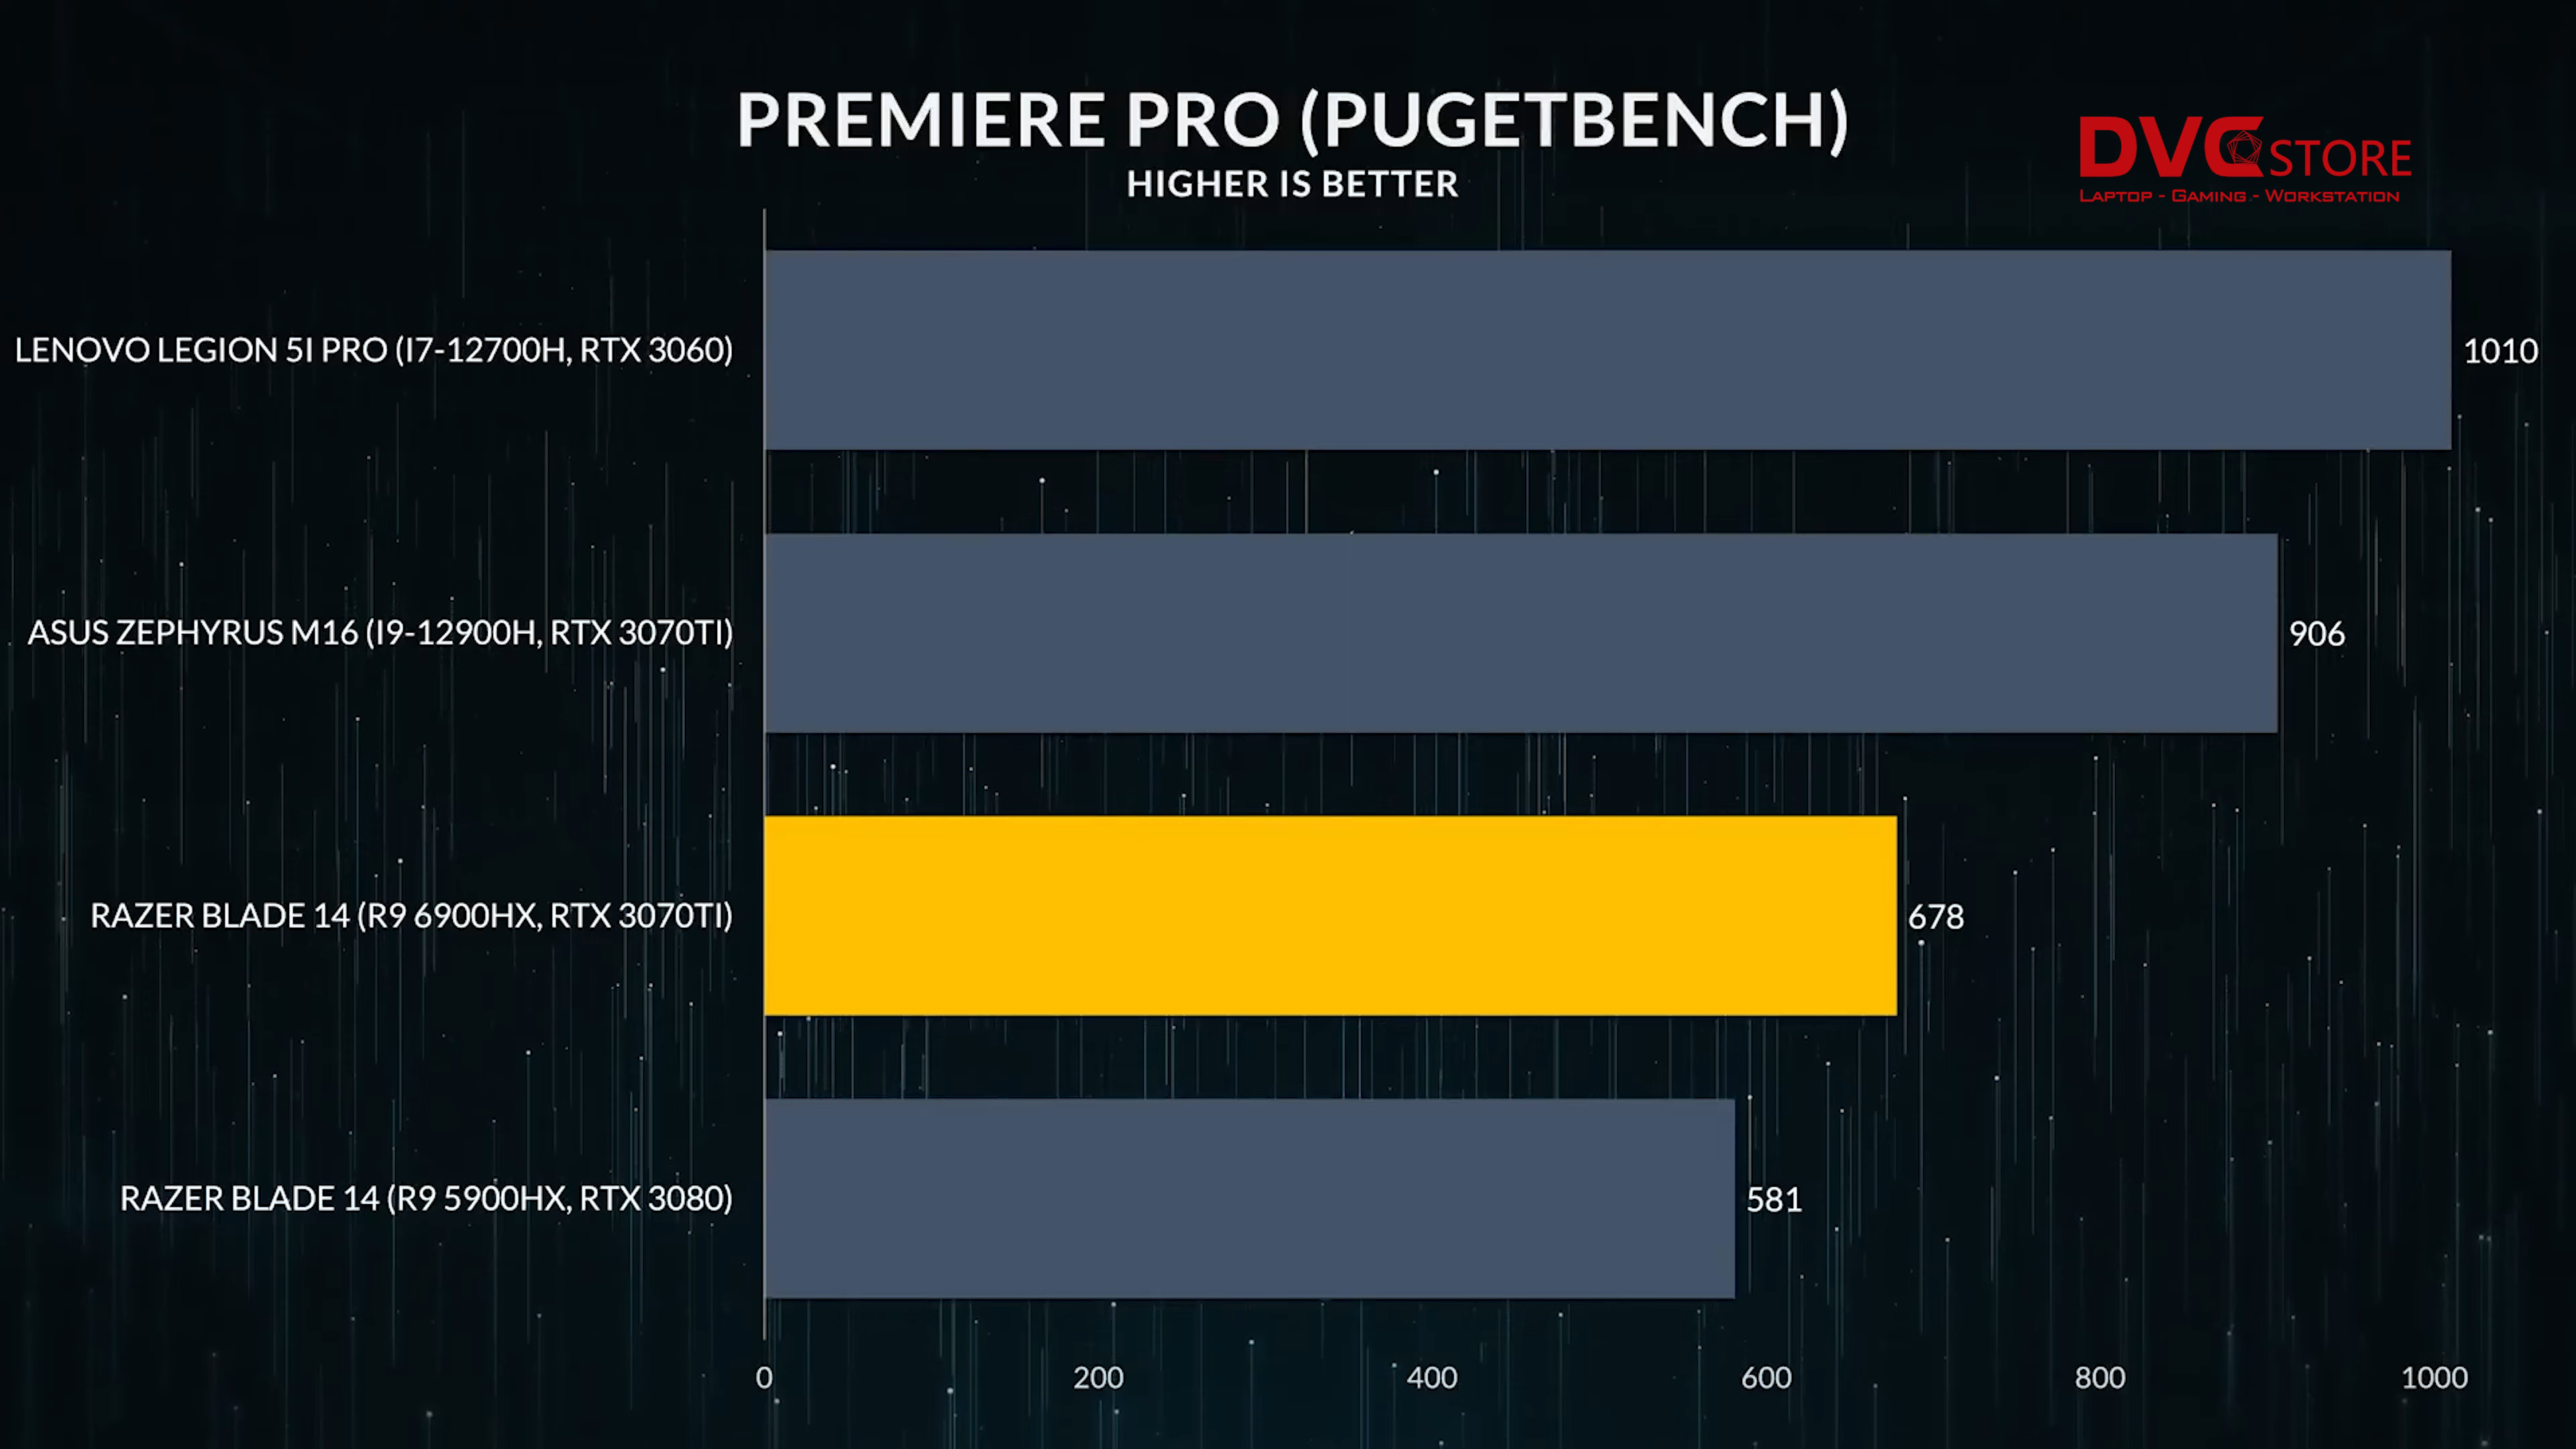 PREMIERE PRO (PUGETBENCH)
HIGHER IS BETTER
DVC STORE
LAPTOP - GAMING - WORKSTATION
LENOVO LEGION 5I PRO (I7-12700H, RTX 3060)
1010
ASUS ZEPHYRUS M16 (I9-12900H, RTX 3070TI)
906
RAZER BLADE 14 (R9 6900HX, RTX 3070TI)
678
RAZER BLADE 14 (R9 5900HX, RTX 3080)
581
0 200 400 600 800 1000